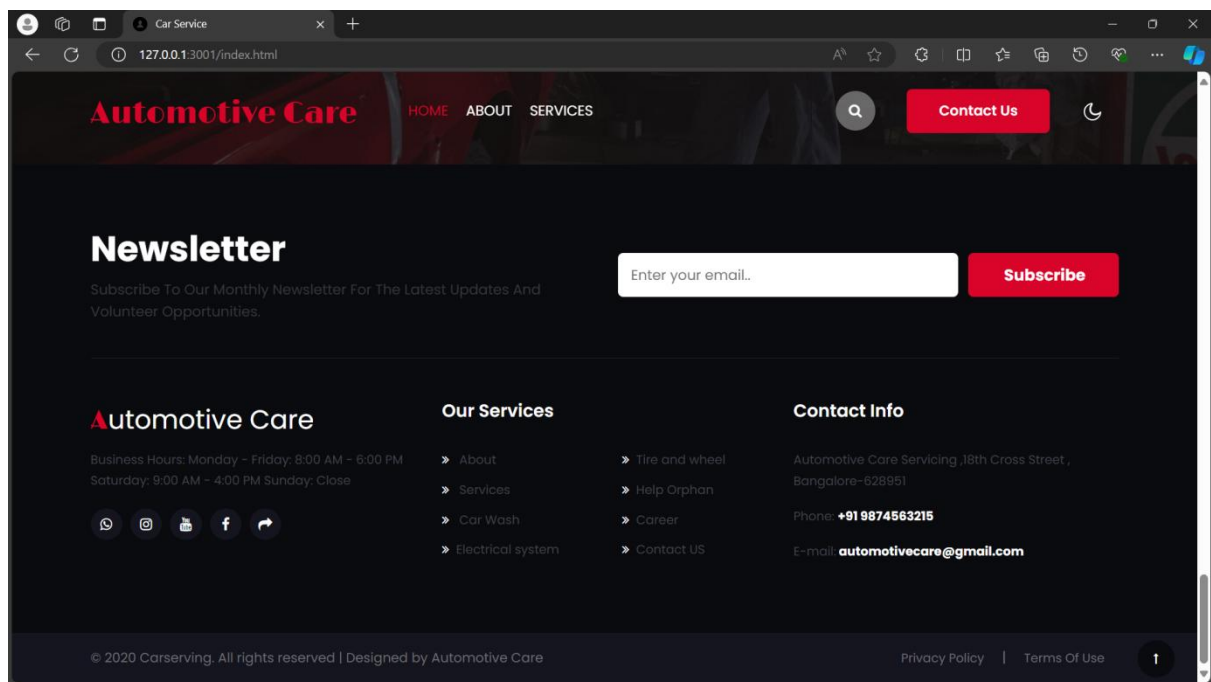 Car Service
127.0.0.1:3001/index.html
Automotive Care HOME ABOUT SERVICES Contact Us
Newsletter
Subscribe To Our Monthly Newsletter For The Latest Updates And
Volunteer Opportunities.
Enter your email..
Subscribe
Automotive Care
Business Hours: Monday - Friday: 8:00 AM - 6:00 PM
Saturday: 9:00 AM - 4:00 PM Sunday: Close
Our Services
» About
» Services
» Car Wash
» Electrical system
» Tire and wheel
» Help Orphan
» Career
» Contact US
Contact Info
Automotive Care Servicing ,18th Cross Street ,
Bangalore-628951
Phone: +91 9874563215
E-mail: automotivecare@gmail.com
© 2020 Carserving. All rights reserved | Designed by Automotive Care
Privacy Policy | Terms Of Use